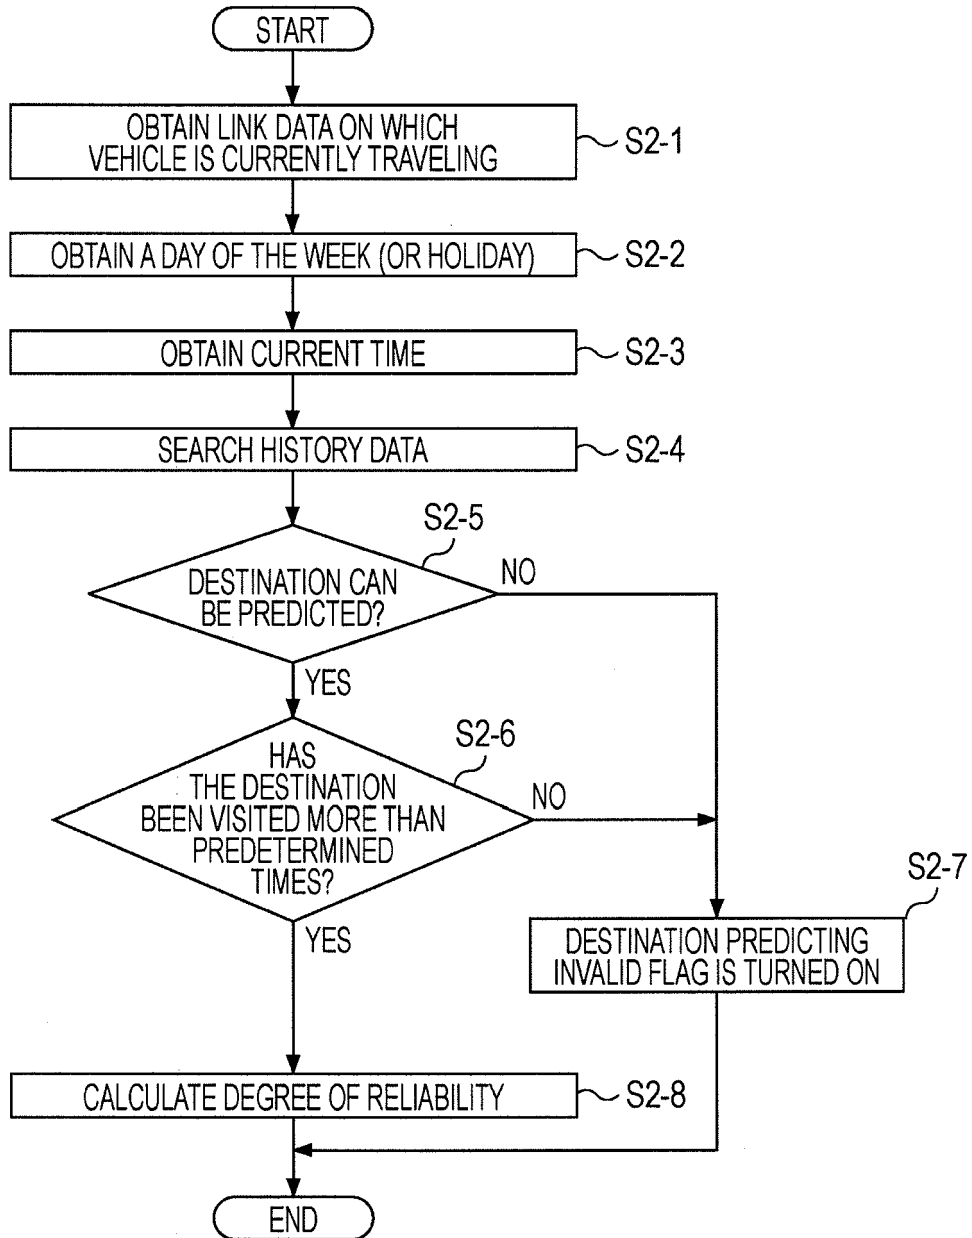 START
OBTAIN LINK DATA ON WHICH
VEHICLE IS CURRENTLY TRAVELING
S2-1
OBTAIN A DAY OF THE WEEK (OR HOLIDAY)
S2-2
OBTAIN CURRENT TIME
S2-3
SEARCH HISTORY DATA
S2-4
S2-5
DESTINATION CAN
BE PREDICTED?
NO
YES
S2-6
HAS
THE DESTINATION
BEEN VISITED MORE THAN
PREDETERMINED
TIMES?
NO
YES
S2-7
DESTINATION PREDICTING
INVALID FLAG IS TURNED ON
CALCULATE DEGREE OF RELIABILITY
S2-8
END